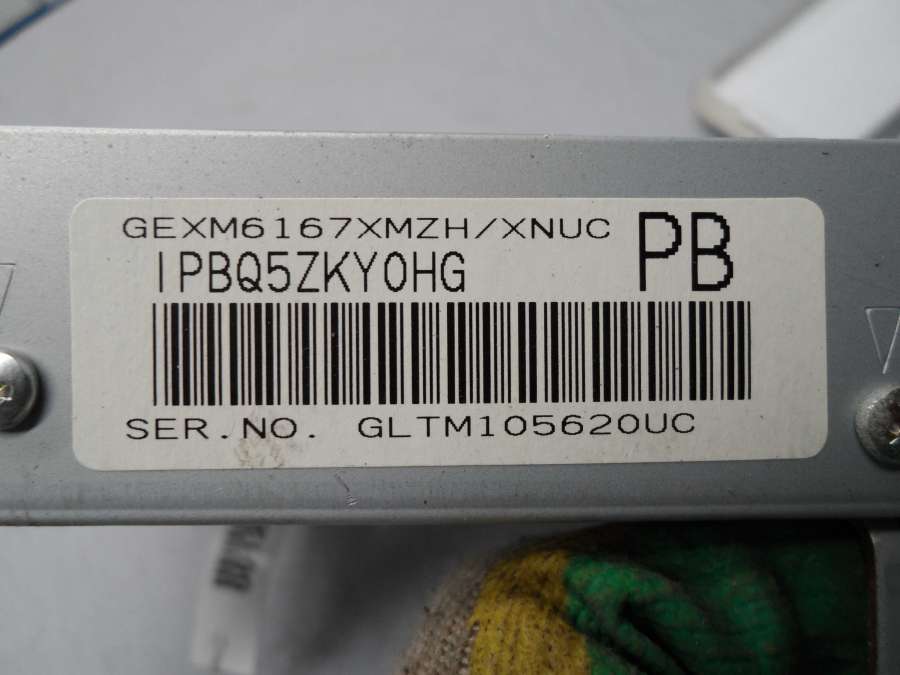 GEXM6167XMZH/XNUC
PB
IPBQ5ZKY0HG
SER.NO. GLTM105620UC